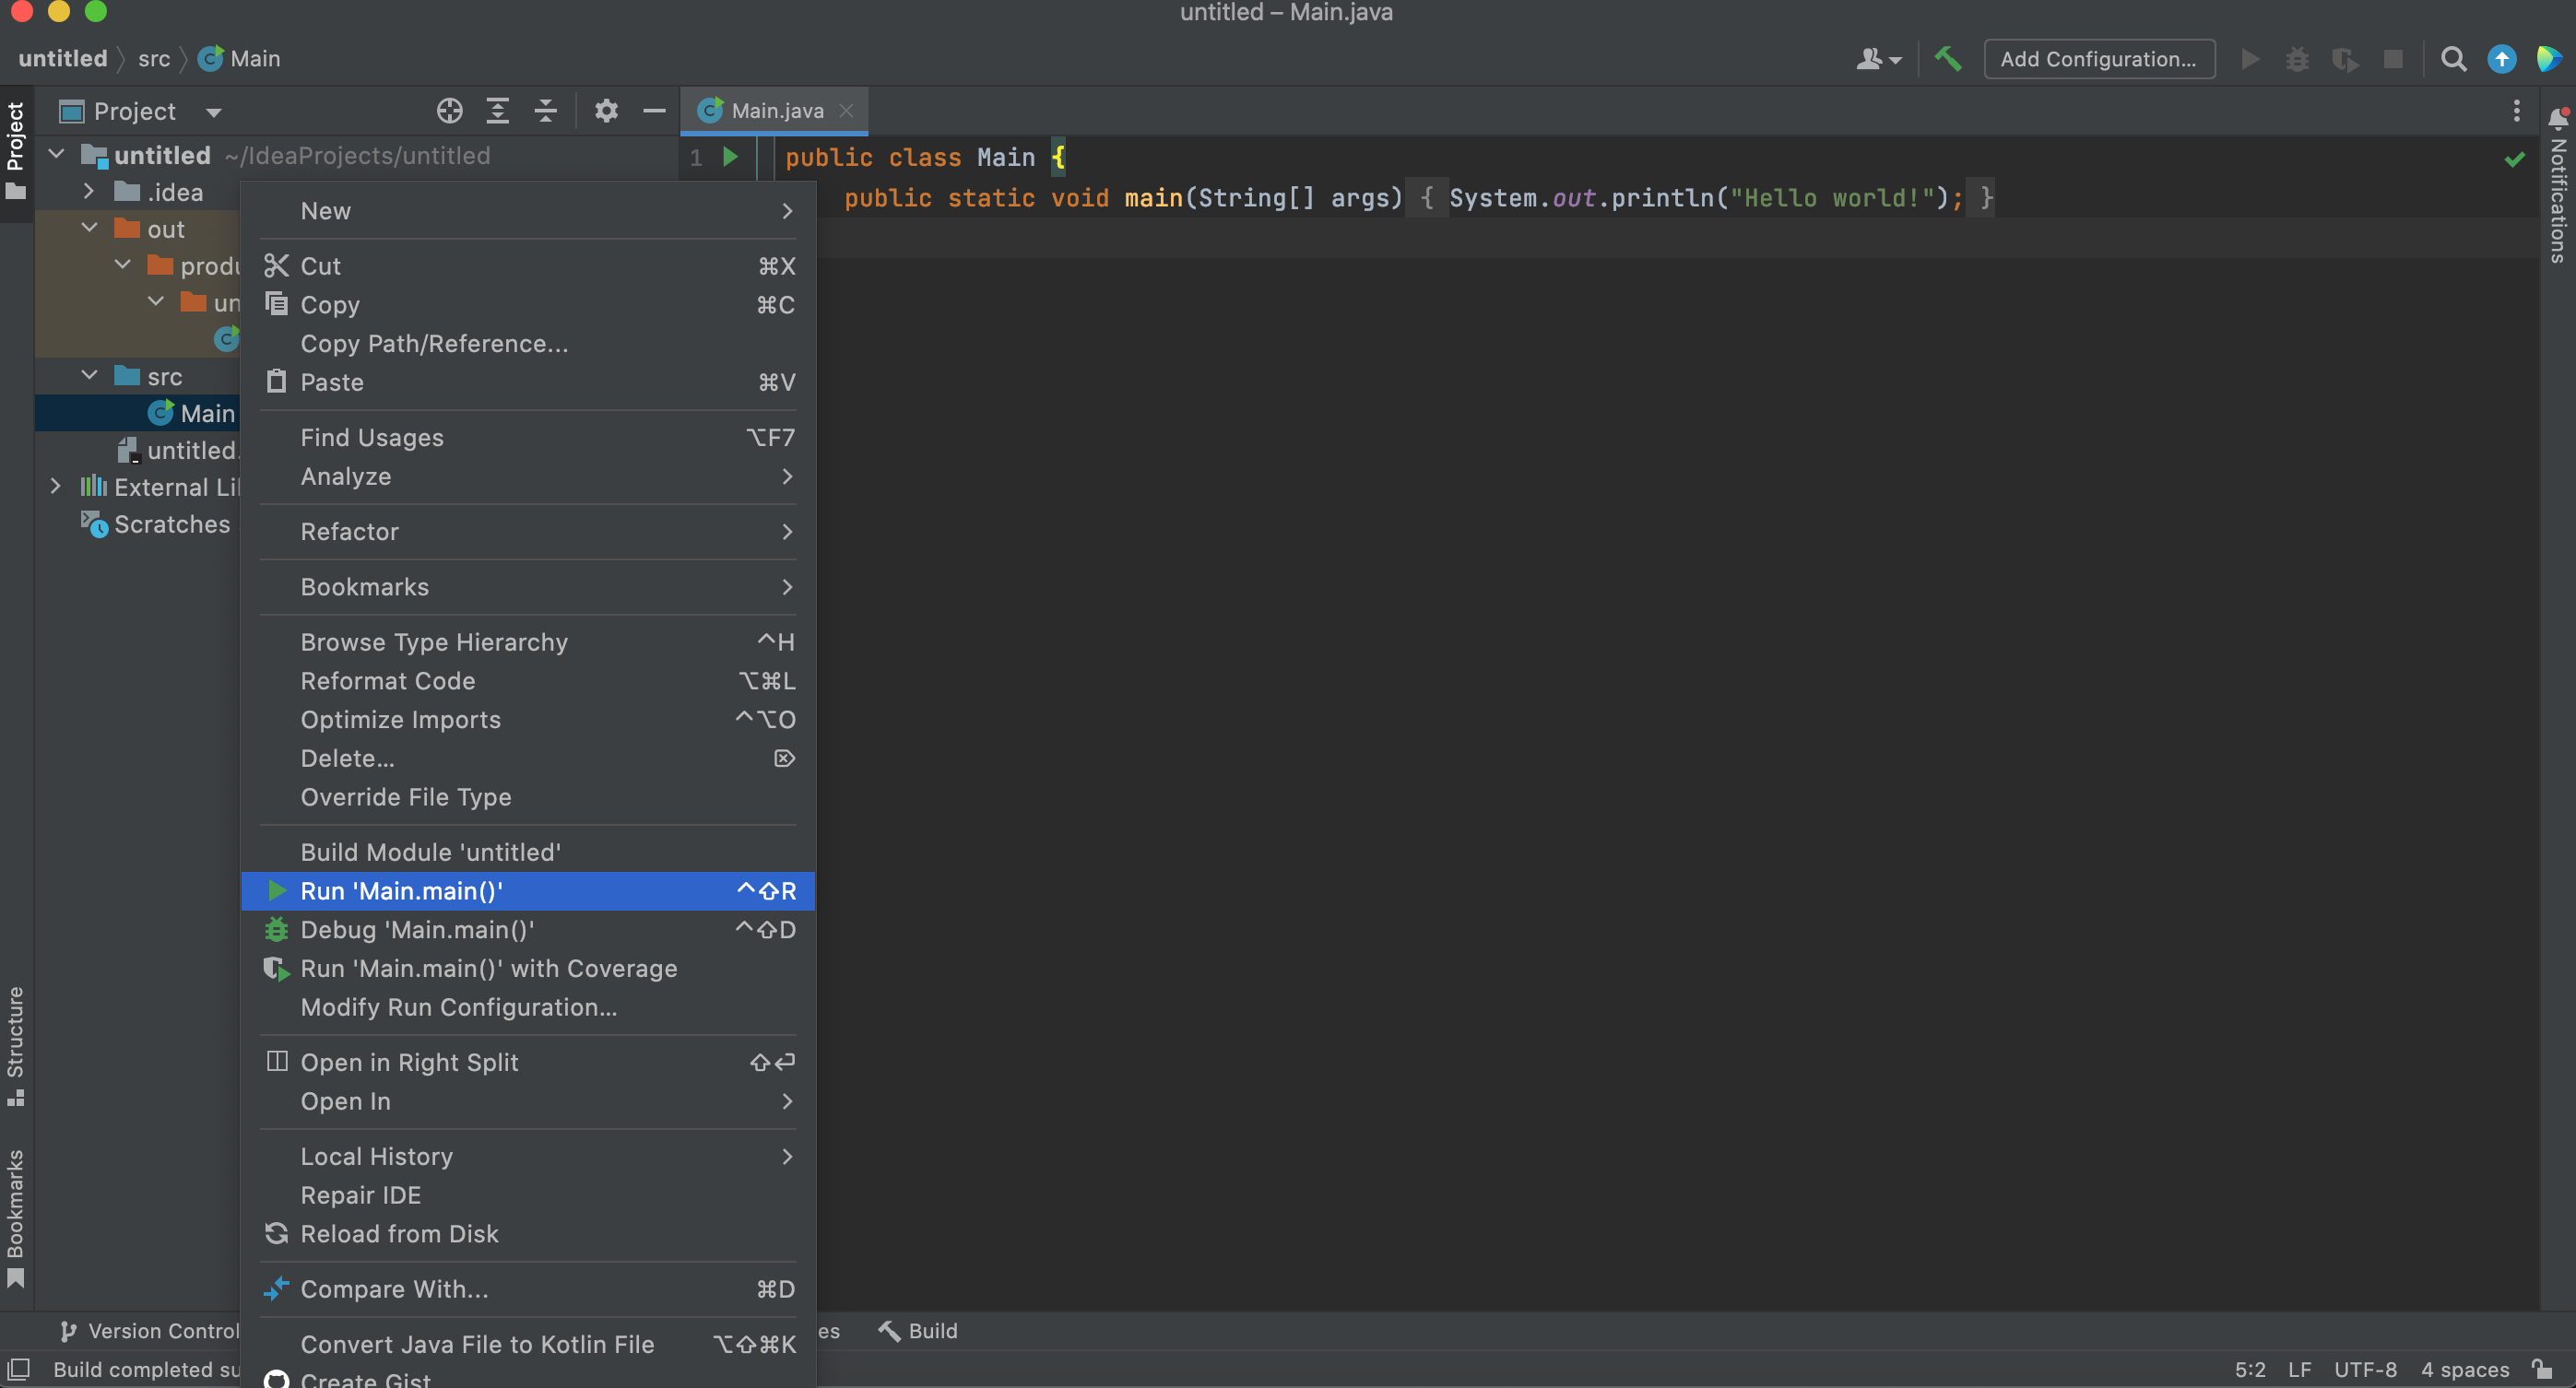 untitled – Main.java
untitled src Main
Add Configuration...
Project
Main.java
Project
untitled ~/IdeaProjects/untitled
.idea
out
src
Main
External
Scratches
1 public class Main {
public static void main(String[] args) { System.out.println("Hello world!"); }
New
Cut ⌘X
Copy ⌘C
Copy Path/Reference...
Paste ⌘V
Find Usages ⌥F7
Analyze
Refactor
Bookmarks
Browse Type Hierarchy ^H
Reformat Code ⌥⌘L
Optimize Imports ^⌥O
Delete... ⌦
Override File Type
Build Module 'untitled'
Run 'Main.main()' ^⇧R
Debug 'Main.main()' ^⇧D
Run 'Main.main()' with Coverage
Modify Run Configuration...
Open in Right Split ⇧↩
Open In
Local History
Repair IDE
Reload from Disk
Compare With... ⌘D
Convert Java File to Kotlin File ⌥⇧⌘K
Create Gist
Structure
Bookmarks
Notifications
Version Control
Build
Build completed
5:2 LF UTF-8 4 spaces